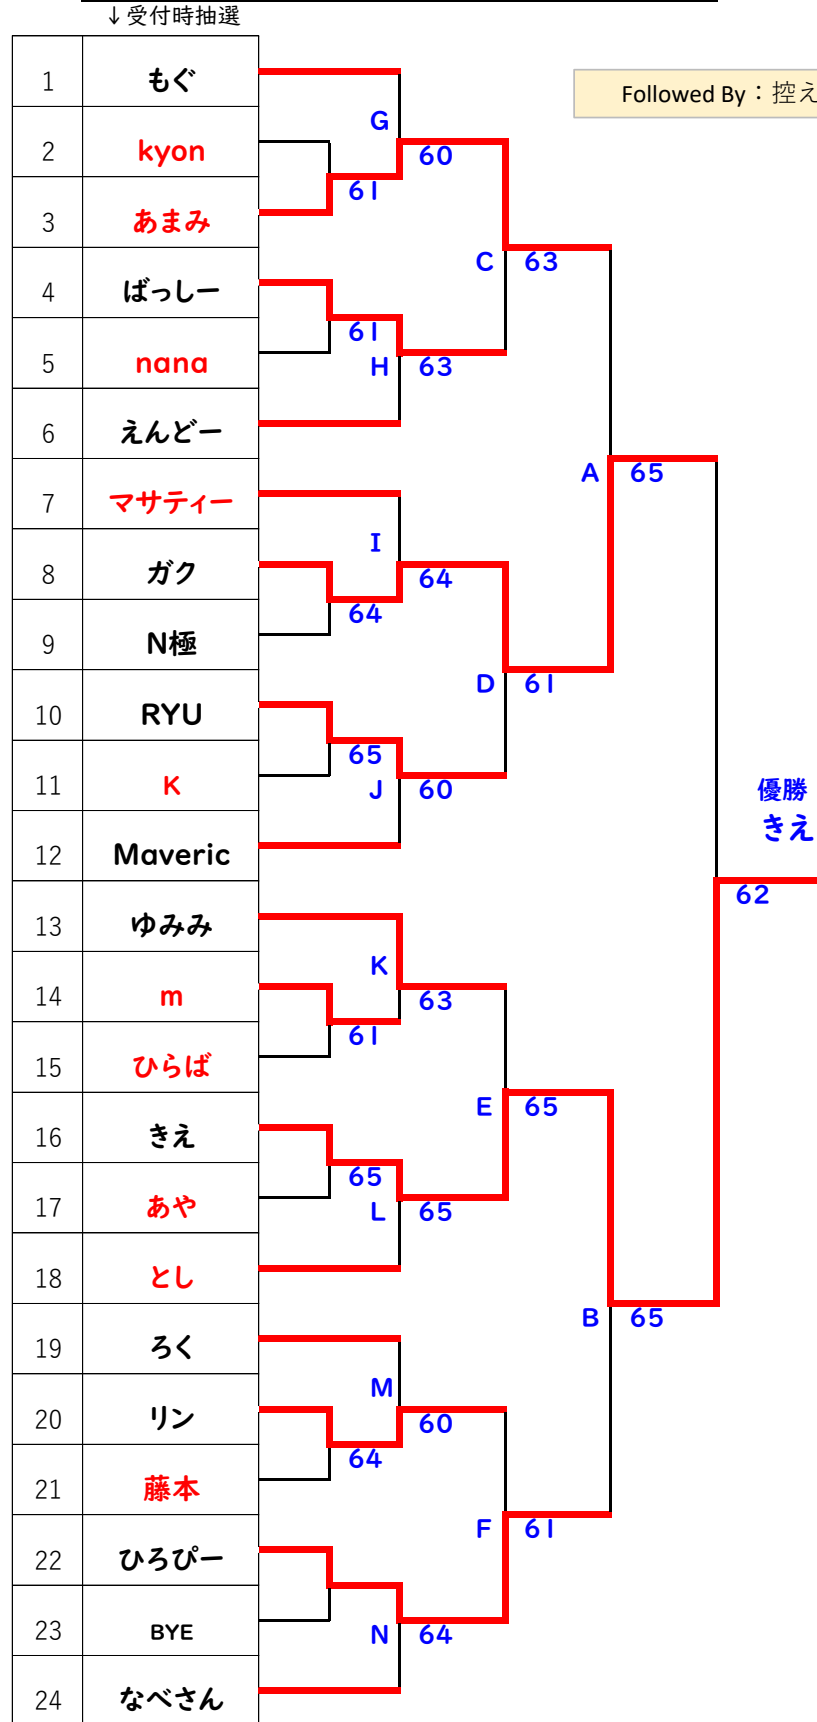 ↓受付時抽選
1 もぐ
Followed By：控え
G
2 kyon
60
61
3 あまみ
C 63
4 ばっしー
61
5 nana
H 63
6 えんどー
A 65
7 マサティー
I
8 ガク
64
64
9 N極
D 61
10 RYU
65
11 K
J 60
優勝
きえ
12 Maveric
62
13 ゆみみ
K
14 m
63
61
15 ひらば
E 65
16 きえ
65
17 あや
L 65
18 とし
B 65
19 ろく
M
20 リン
60
64
21 藤本
F 61
22 ひろぴー
23 BYE
N 64
24 なべさん